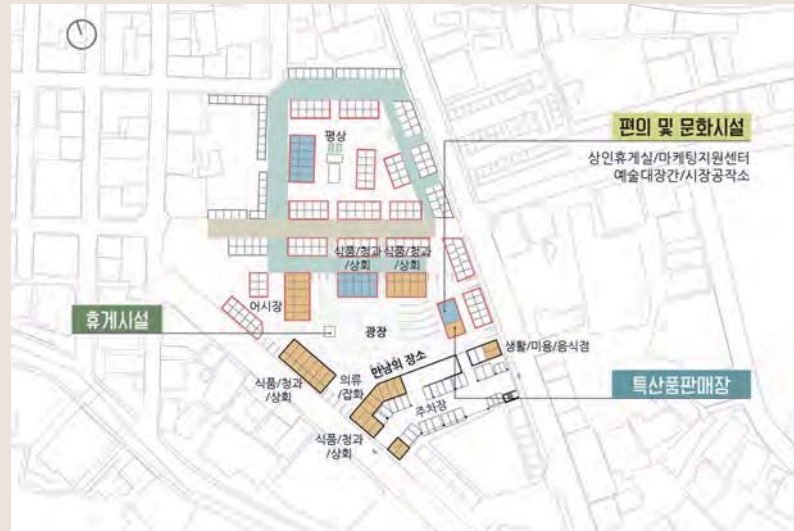 편의 및 문화시설
상인휴게실/마케팅지원센터
예술대장간/시장공작소
평상
식품/청과
/상회
식품/청과
/상회
어시장
휴게시설
광장
만남의 장소
생활/미용/음식점
식품/청과
/상회
의류
/잡화
주차장
특산품판매장
식품/청과
/상회